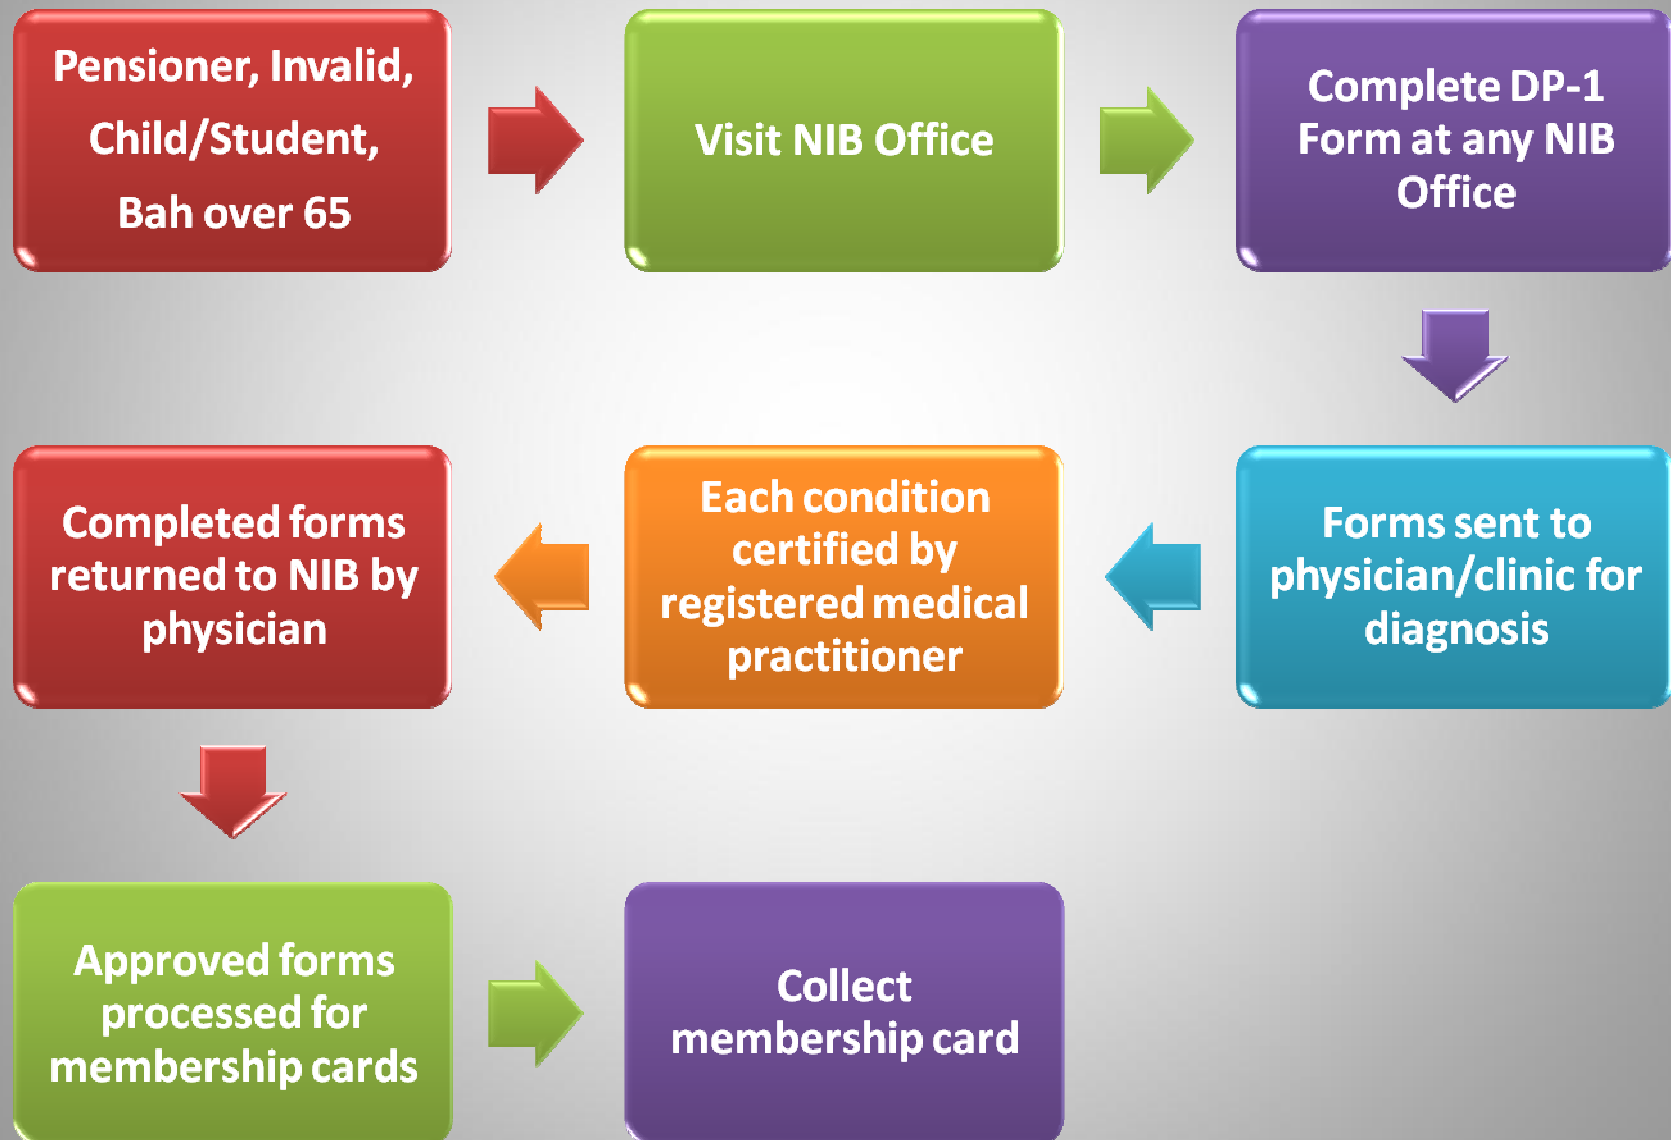 Pensioner, Invalid,
Child/Student,
Bah over 65
Visit NIB Office
Complete DP-1
Form at any NIB
Office
Forms sent to
physician/clinic for
diagnosis
Each condition
certified by
registered medical
practitioner
Completed forms
returned to NIB by
physician
Approved forms
processed for
membership cards
Collect
membership card